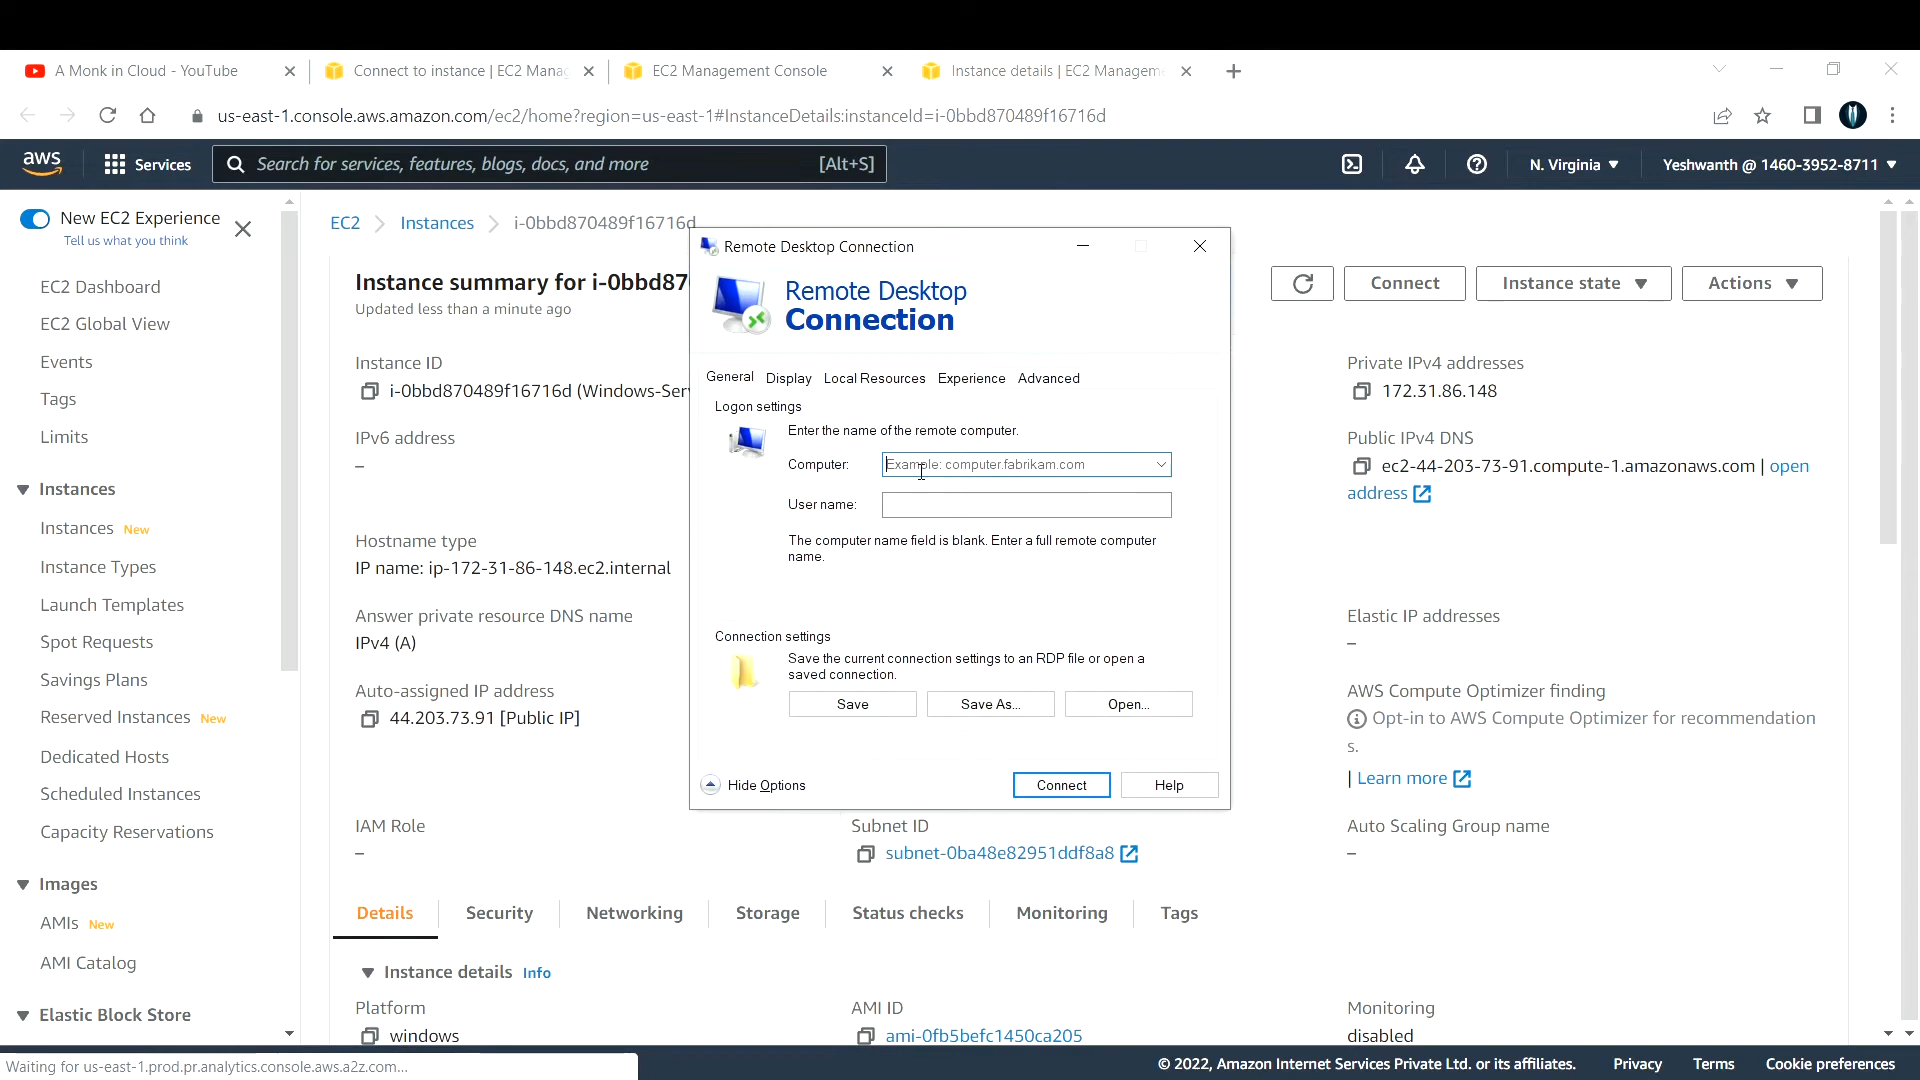 A Monk in Cloud - YouTube
Connect to instance | EC2 Mana
EC2 Management Console
Instance details | EC2 Managem
us-east-1.console.aws.amazon.com/ec2/home?region=us-east-1#InstanceDetails:instanceId=i-0bbd870489f16716d
aws
Services
Search for services, features, blogs, docs, and more
[Alt+S]
N. Virginia
Yeshwanth @ 1460-3952-8711
New EC2 Experience
Tell us what you think
EC2 Dashboard
EC2 Global View
Events
Tags
Limits
Instances
Instances New
Instance Types
Launch Templates
Spot Requests
Savings Plans
Reserved Instances New
Dedicated Hosts
Scheduled Instances
Capacity Reservations
Images
AMIs New
AMI Catalog
Elastic Block Store
EC2
Instances
i-0bbd870489f16716d
Instance summary for i-0bbd87
Updated less than a minute ago
Connect
Instance state
Actions
Instance ID
i-0bbd870489f16716d (Windows-Ser
IPv6 address
–
Hostname type
IP name: ip-172-31-86-148.ec2.internal
Answer private resource DNS name
IPv4 (A)
Auto-assigned IP address
44.203.73.91 [Public IP]
IAM Role
–
Subnet ID
subnet-0ba48e82951ddf8a8
Private IPv4 addresses
172.31.86.148
Public IPv4 DNS
ec2-44-203-73-91.compute-1.amazonaws.com | open
address
Elastic IP addresses
–
AWS Compute Optimizer finding
Opt-in to AWS Compute Optimizer for recommendation
s.
| Learn more
Auto Scaling Group name
–
Remote Desktop Connection
Remote Desktop
Connection
General
Display
Local Resources
Experience
Advanced
Logon settings
Enter the name of the remote computer.
Computer:
Example: computer.fabrikam.com
User name:
The computer name field is blank. Enter a full remote computer
name.
Connection settings
Save the current connection settings to an RDP file or open a
saved connection.
Save
Save As...
Open...
Hide Options
Connect
Help
Details
Security
Networking
Storage
Status checks
Monitoring
Tags
Instance details Info
Platform
windows
AMI ID
ami-0fb5befc1450ca205
Monitoring
disabled
Waiting for us-east-1.prod.pr.analytics.console.aws.a2z.com...
© 2022, Amazon Internet Services Private Ltd. or its affiliates.
Privacy
Terms
Cookie preferences